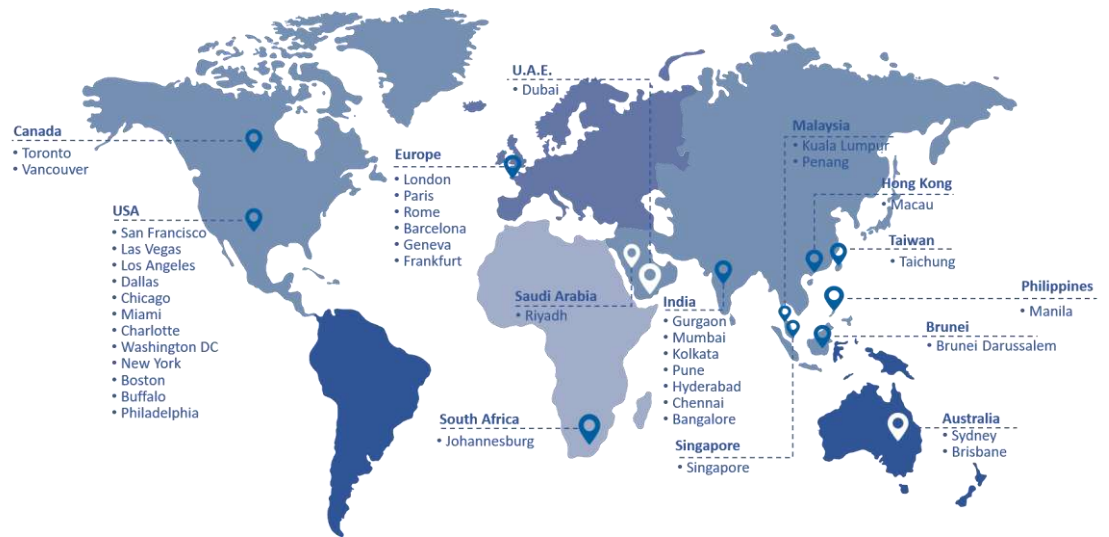 Canada
• Toronto
• Vancouver
USA
• San Francisco
• Las Vegas
• Los Angeles
• Dallas
• Chicago
• Miami
• Charlotte
• Washington DC
• New York
• Boston
• Buffalo
• Philadelphia
Europe
• London
• Paris
• Rome
• Barcelona
• Geneva
• Frankfurt
U.A.E.
• Dubai
Saudi Arabia
• Riyadh
South Africa
• Johannesburg
India
• Gurgaon
• Mumbai
• Kolkata
• Pune
• Hyderabad
• Chennai
• Bangalore
Singapore
• Singapore
Malaysia
• Kuala Lumpur
• Penang
Hong Kong
• Macau
Taiwan
• Taichung
Philippines
• Manila
Brunei
• Brunei Darussalem
Australia
• Sydney
• Brisbane